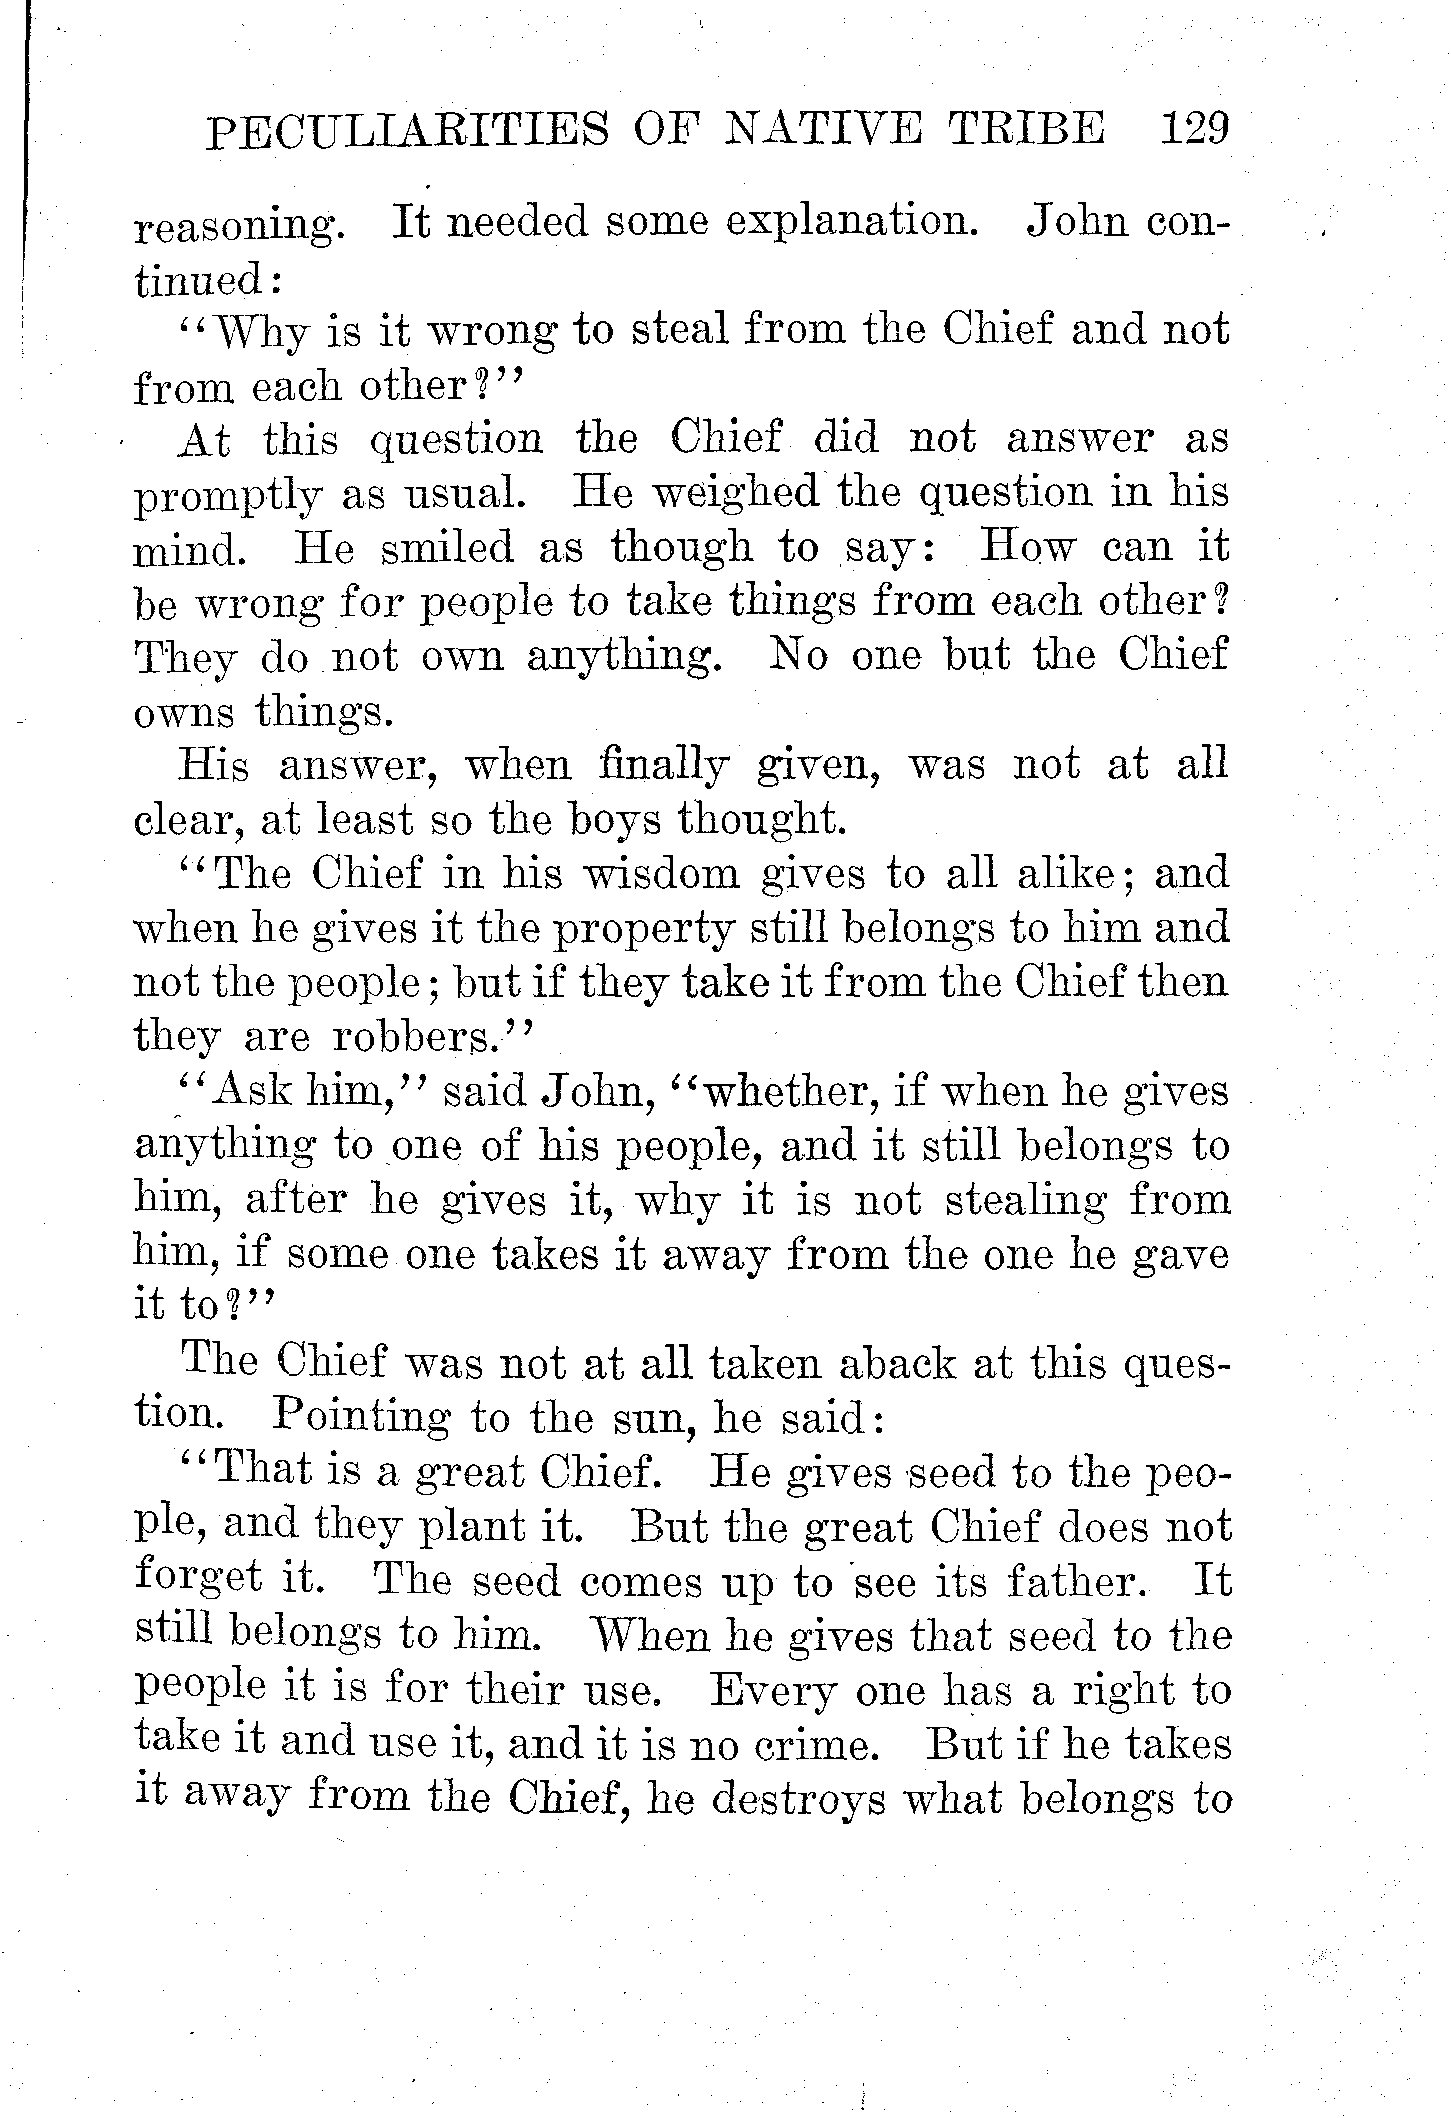 PECULIARITIES OF NATIVE TRIBE 129
reasoning. It needed some explanation. John con-
tinued:
"Why is it wrong to steal from the Chief and not
from each other?"
At this question the Chief did not answer as
promptly as usual. He weighed the question in his
mind. He smiled as though to say: How can it
be wrong for people to take things from each other?
They do not own anything. No one but the Chief
owns things.
His answer, when finally given, was not at all
clear, at least so the boys thought.
"The Chief in his wisdom gives to all alike; and
when he gives it the property still belongs to him and
not the people; but if they take it from the Chief then
they are robbers."
"Ask him," said John, "whether, if when he gives
anything to one of his people, and it still belongs to
him, after he gives it, why it is not stealing from
him, if some one takes it away from the one he gave
it to?"
The Chief was not at all taken aback at this ques-
tion. Pointing to the sun, he said:
"That is a great Chief. He gives seed to the peo-
ple, and they plant it. But the great Chief does not
forget it. The seed comes up to see its father. It
still belongs to him. When he gives that seed to the
people it is for their use. Every one has a right to
take it and use it, and it is no crime. But if he takes
it away from the Chief, he destroys what belongs to